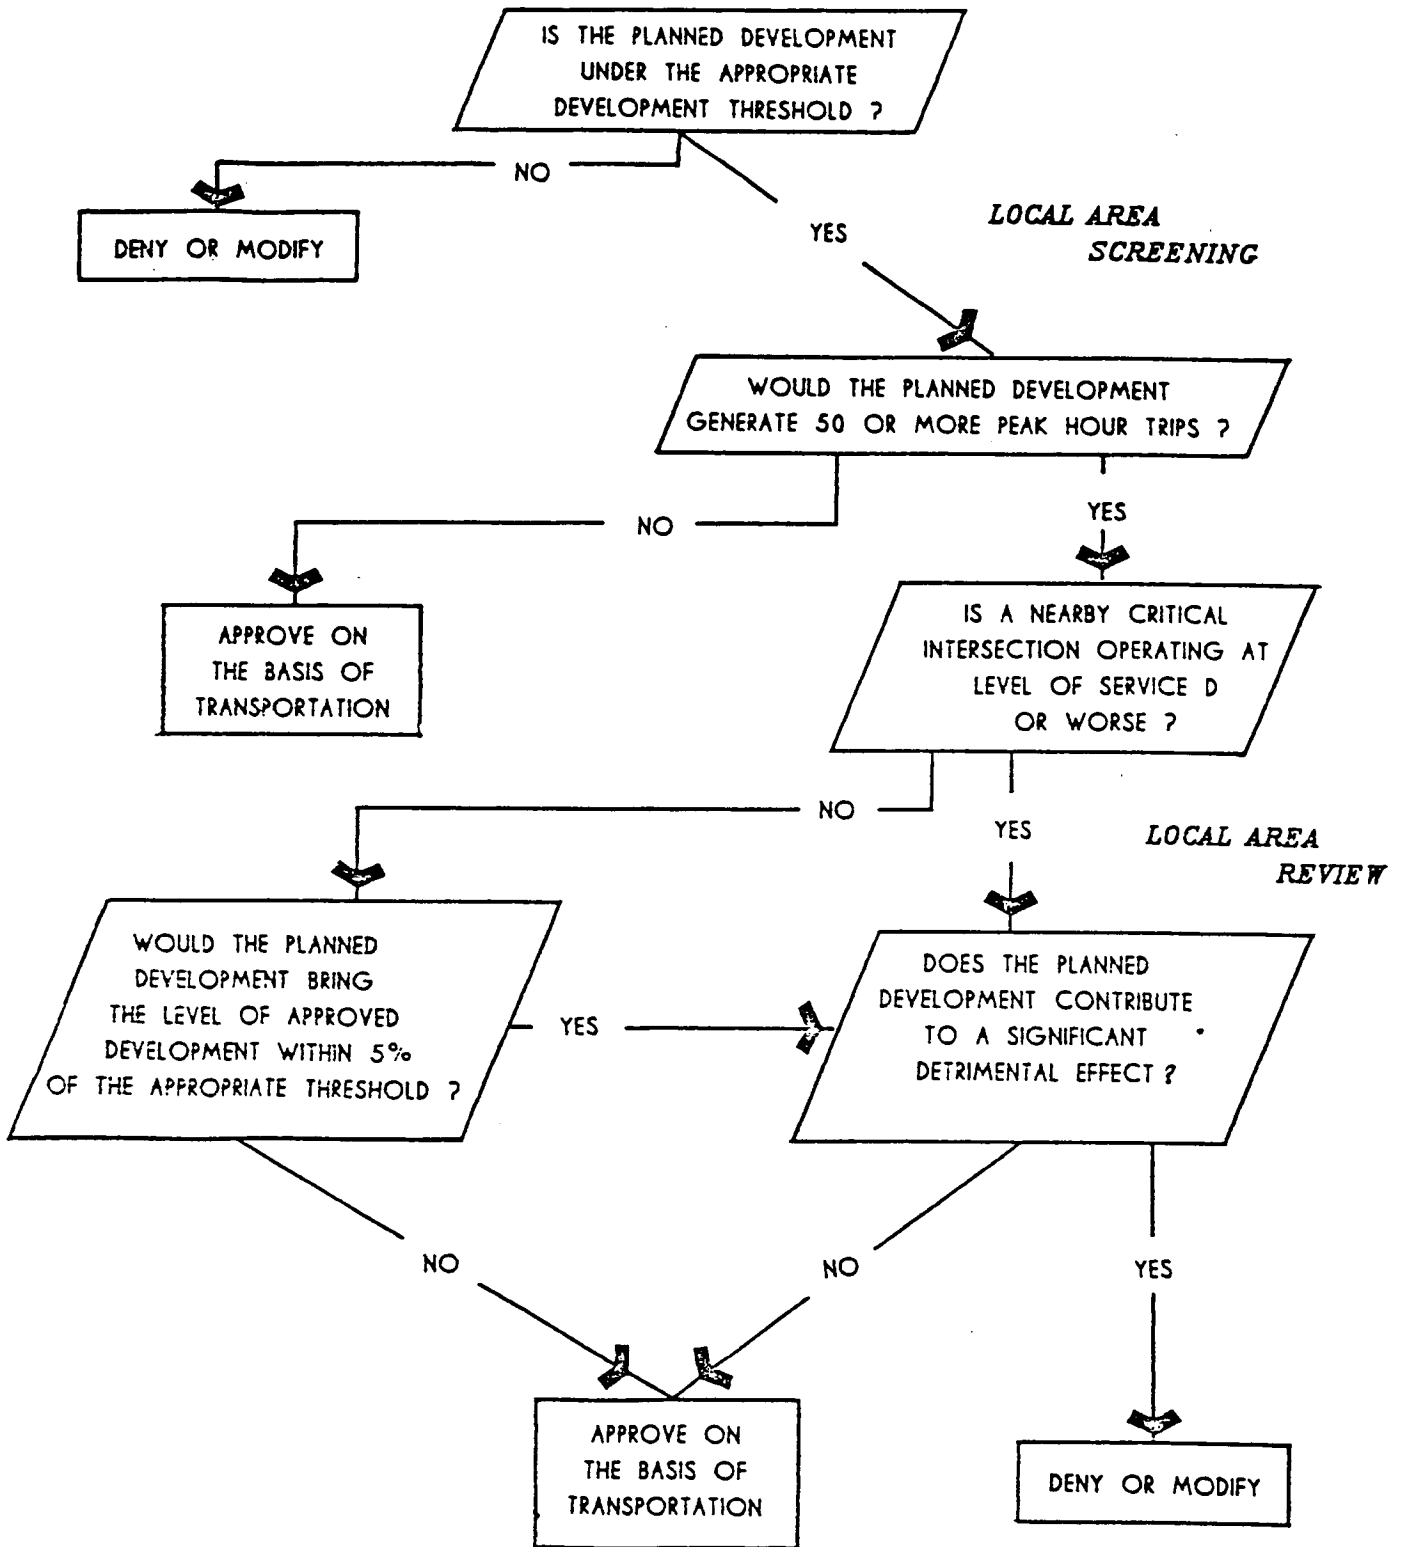 IS THE PLANNED DEVELOPMENT
UNDER THE APPROPRIATE
DEVELOPMENT THRESHOLD ?
NO
YES
DENY OR MODIFY
LOCAL AREA
SCREENING
WOULD THE PLANNED DEVELOPMENT
GENERATE 50 OR MORE PEAK HOUR TRIPS ?
NO
YES
APPROVE ON
THE BASIS OF
TRANSPORTATION
IS A NEARBY CRITICAL
INTERSECTION OPERATING AT
LEVEL OF SERVICE D
OR WORSE ?
NO
YES
LOCAL AREA
REVIEW
WOULD THE PLANNED
DEVELOPMENT BRING
THE LEVEL OF APPROVED
DEVELOPMENT WITHIN 5%
OF THE APPROPRIATE THRESHOLD ?
YES
DOES THE PLANNED
DEVELOPMENT CONTRIBUTE
TO A SIGNIFICANT
DETRIMENTAL EFFECT ?
NO
NO
YES
APPROVE ON
THE BASIS OF
TRANSPORTATION
DENY OR MODIFY